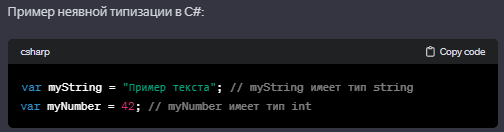 Пример неявной типизации в C#:
csharp Copy code
var myString = "Пример текста"; // myString имеет тип string
var myNumber = 42; // myNumber имеет тип int